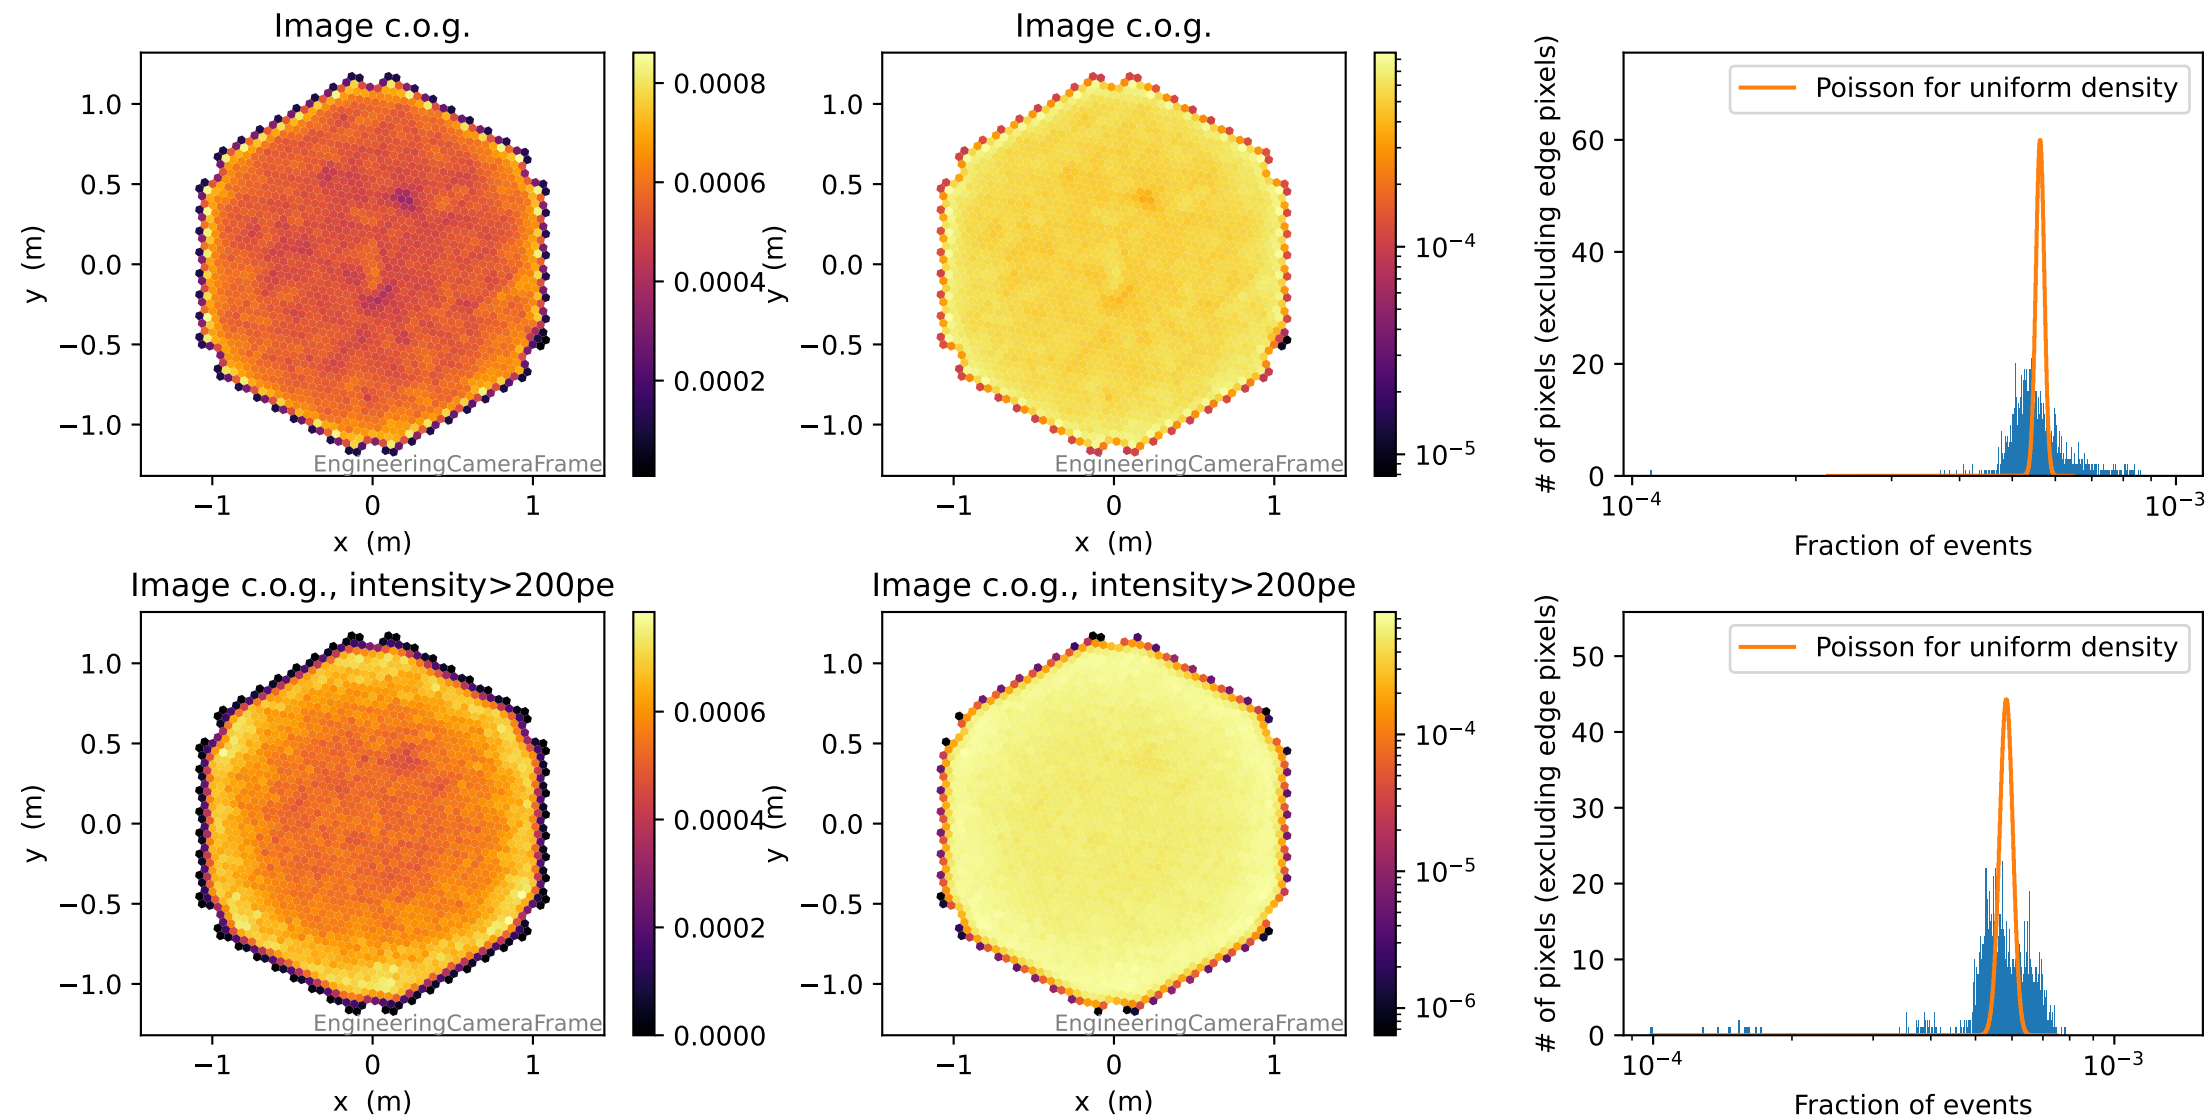 Image c.o.g.
1.0
0.5
0.0
−0.5
−1.0
y (m)
−1
0
1
x (m)
EngineeringCameraFrame
0.0008
0.0006
0.0004
0.0002
Image c.o.g.
1.0
0.5
0.0
−0.5
−1.0
y (m)
−1
0
1
x (m)
EngineeringCameraFrame
10⁻⁴
10⁻⁵
# of pixels (excluding edge pixels)
60
40
20
0
Poisson for uniform density
10⁻⁴
10⁻³
Fraction of events
Image c.o.g., intensity>200pe
1.0
0.5
0.0
−0.5
−1.0
y (m)
−1
0
1
x (m)
EngineeringCameraFrame
0.0006
0.0004
0.0002
0.0000
Image c.o.g., intensity>200pe
1.0
0.5
0.0
−0.5
−1.0
y (m)
−1
0
1
x (m)
EngineeringCameraFrame
10⁻⁴
10⁻⁵
10⁻⁶
# of pixels (excluding edge pixels)
50
40
30
20
10
0
Poisson for uniform density
10⁻⁴
10⁻³
Fraction of events